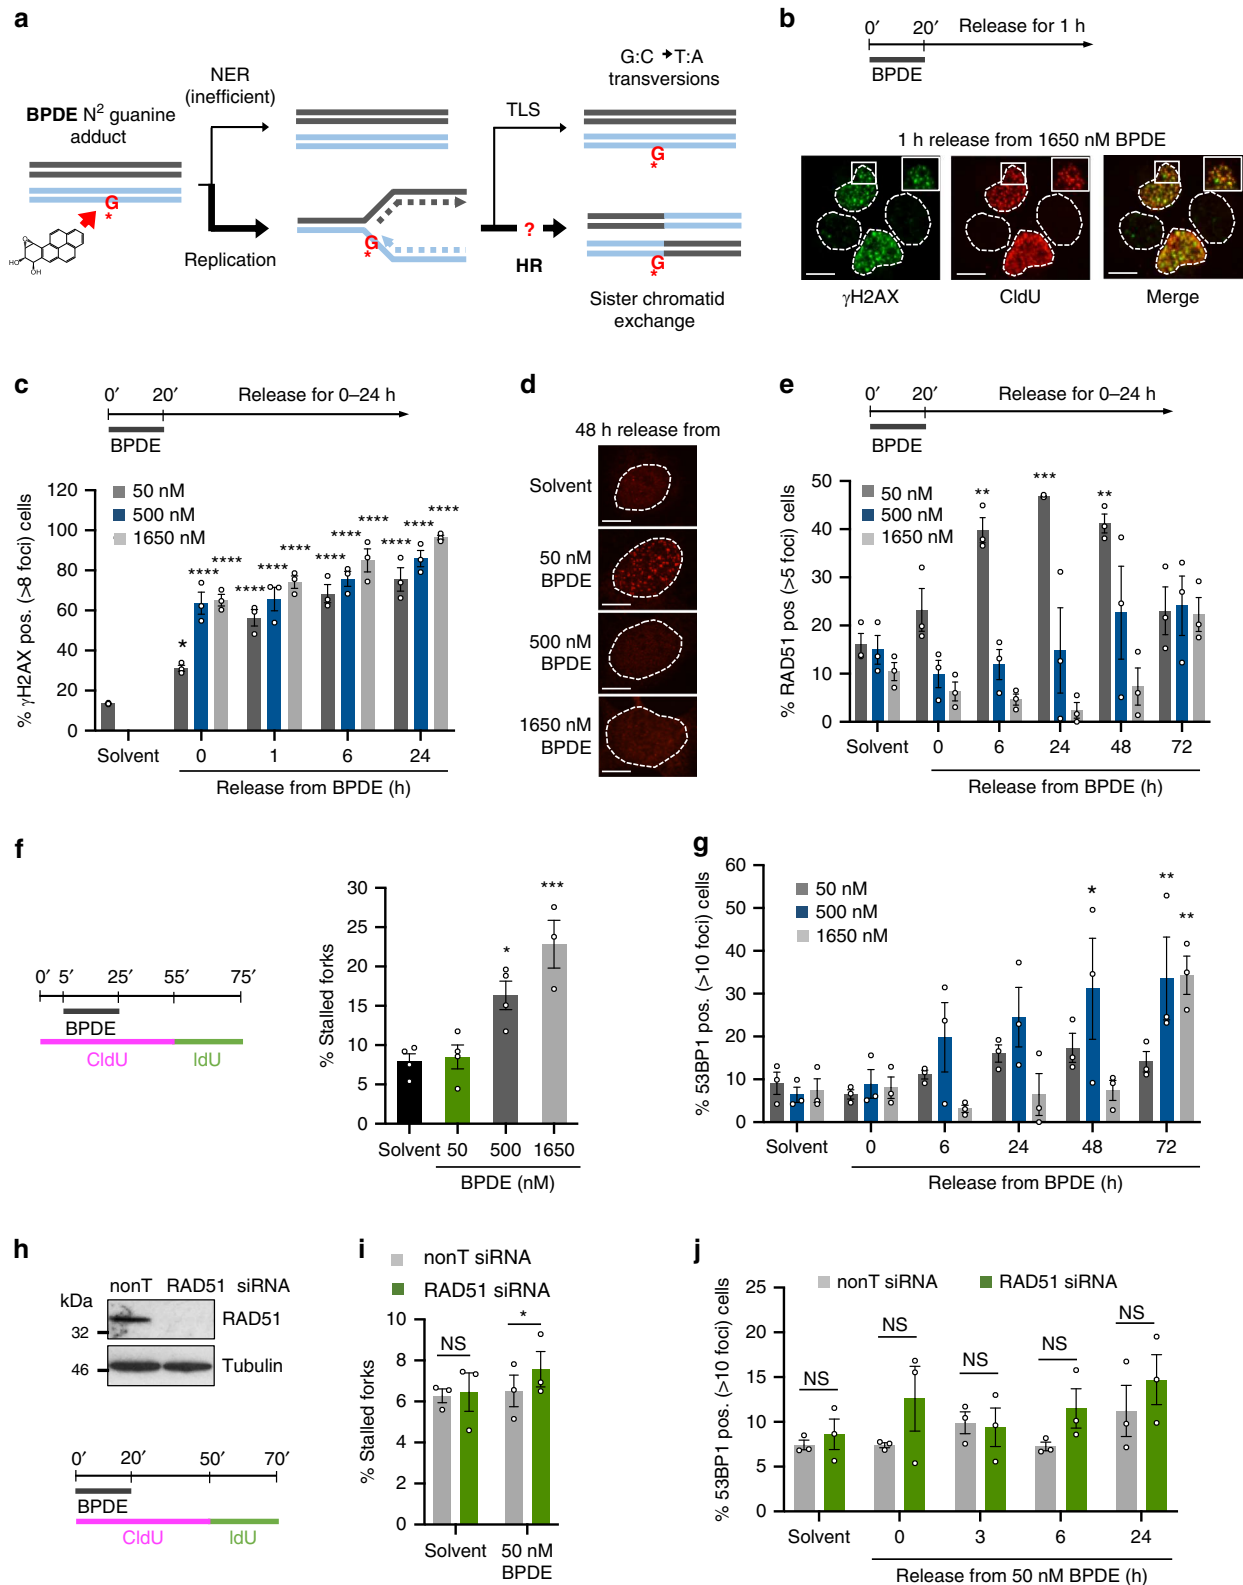 a
BPDE N² guanine
adduct
G
*
HO
OH
O
NER
(inefficient)
Replication
G
*
TLS
?
HR
G:C → T:A
transversions
G
*
G
*
Sister chromatid
exchange
b
0′ 20′ Release for 1 h
BPDE
1 h release from 1650 nM BPDE
γH2AX CldU Merge
c
0′ 20′ Release for 0–24 h
BPDE
% γH2AX pos. (>8 foci) cells
120
100
80
60
40
20
0
50 nM
500 nM
1650 nM
*
**** ****
**** **** ****
**** **** ****
**** **** ****
Solvent 0 1 6 24
Release from BPDE (h)
d
48 h release from
Solvent
50 nM
BPDE
500 nM
BPDE
1650 nM
BPDE
e
0′ 20′ Release for 0–24 h
BPDE
% RAD51 pos (>5 foci) cells
50
40
30
20
10
0
50 nM
500 nM
1650 nM
** *** **
Solvent 0 6 24 48 72
Release from BPDE (h)
f
0′ 5′ 25′ 55′ 75′
BPDE
CldU IdU
% Stalled forks
30
25
20
15
10
5
0
* ***
Solvent 50 500 1650
BPDE (nM)
g
% 53BP1 pos. (>10 foci) cells
60
50
40
30
20
10
0
50 nM
500 nM
1650 nM
* ** **
Solvent 0 6 24 48 72
Release from BPDE (h)
h
nonT RAD51 siRNA
kDa
32
RAD51
46
Tubulin
0′ 20′ 50′ 70′
BPDE
CldU IdU
i
nonT siRNA
RAD51 siRNA
% Stalled forks
10
8
6
4
2
0
NS *
Solvent 50 nM
BPDE
j
% 53BP1 pos. (>10 foci) cells
25
20
15
10
5
0
nonT siRNA RAD51 siRNA
NS NS NS NS NS
Solvent 0 3 6 24
Release from 50 nM BPDE (h)